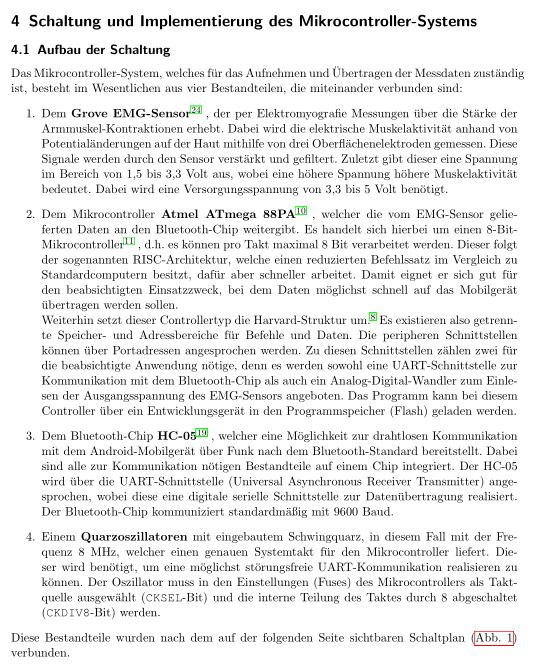 4 Schaltung und Implementierung des Mikrocontroller-Systems
4.1 Aufbau der Schaltung
Das Mikrocontroller-System, welches für das Aufnehmen und Übertragen der Messdaten zuständig
ist, besteht im Wesentlichen aus vier Bestandteilen, die miteinander verbunden sind:
1. Dem Grove EMG-Sensor24 , der per Elektromyografie Messungen über die Stärke der
Armmuskel-Kontraktionen erhebt. Dabei wird die elektrische Muskelaktivität anhand von
Potentialänderungen auf der Haut mithilfe von drei Oberflächenelektroden gemessen. Diese
Signale werden durch den Sensor verstärkt und gefiltert. Zuletzt gibt dieser eine Spannung
im Bereich von 1,5 bis 3,3 Volt aus, wobei eine höhere Spannung höhere Muskelaktivität
bedeutet. Dabei wird eine Versorgungsspannung von 3,3 bis 5 Volt benötigt.
2. Dem Mikrocontroller Atmel ATmega 88PA10 , welcher die vom EMG-Sensor gelie-
ferten Daten an den Bluetooth-Chip weitergibt. Es handelt sich hierbei um einen 8-Bit-
Mikrocontroller11 , d.h. es können pro Takt maximal 8 Bit verarbeitet werden. Dieser folgt
der sogenannten RISC-Architektur, welche einen reduzierten Befehlssatz im Vergleich zu
Standardcomputern besitzt, dafür aber schneller arbeitet. Damit eignet er sich gut für
den beabsichtigten Einsatzzweck, bei dem Daten möglichst schnell auf das Mobilgerät
übertragen werden sollen.
Weiterhin setzt dieser Controllertyp die Harvard-Struktur um.8 Es existieren also getrenn-
te Speicher- und Adressbereiche für Befehle und Daten. Die peripheren Schnittstellen
können über Portadressen angesprochen werden. Zu diesen Schnittstellen zählen zwei für
die beabsichtigte Anwendung nötige, denn es werden sowohl eine UART-Schnittstelle zur
Kommunikation mit dem Bluetooth-Chip als auch ein Analog-Digital-Wandler zum Einle-
sen der Ausgangsspannung des EMG-Sensors angeboten. Das Programm kann bei diesem
Controller über ein Entwicklungsgerät in den Programmspeicher (Flash) geladen werden.
3. Dem Bluetooth-Chip HC-0519 , welcher eine Möglichkeit zur drahtlosen Kommunikation
mit dem Android-Mobilgerät über Funk nach dem Bluetooth-Standard bereitstellt. Dabei
sind alle zur Kommunikation nötigen Bestandteile auf einem Chip integriert. Der HC-05
wird über die UART-Schnittstelle (Universal Asynchronous Receiver Transmitter) ange-
sprochen, wobei diese eine digitale serielle Schnittstelle zur Datenübertragung realisiert.
Der Bluetooth-Chip kommuniziert standardmäßig mit 9600 Baud.
4. Einem Quarzoszillatoren mit eingebautem Schwingquarz, in diesem Fall mit der Fre-
quenz 8 MHz, welcher einen genauen Systemtakt für den Mikrocontroller liefert. Die-
ser wird benötigt, um eine möglichst störungsfreie UART-Kommunikation realisieren zu
können. Der Oszillator muss in den Einstellungen (Fuses) des Mikrocontrollers als Takt-
quelle ausgewählt (CKSEL-Bit) und die interne Teilung des Taktes durch 8 abgeschaltet
(CKDIV8-Bit) werden.
Diese Bestandteile wurden nach dem auf der folgenden Seite sichtbaren Schaltplan (Abb. 1)
verbunden.